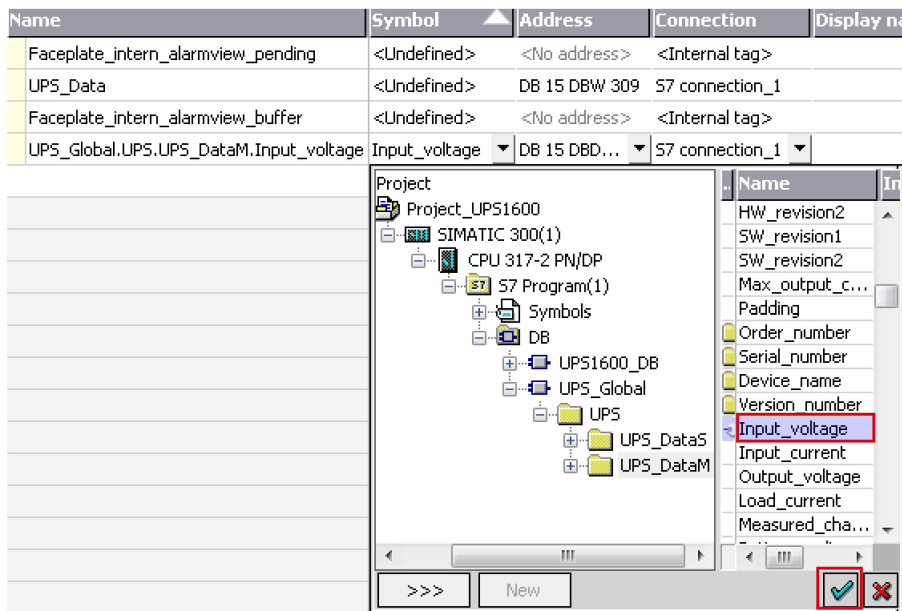 Name Symbol Address Connection Display na
Faceplate_intern_alarmview_pending <Undefined> <No address> <Internal tag>
UPS_Data <Undefined> DB 15 DBW 309 S7 connection_1
Faceplate_intern_alarmview_buffer <Undefined> <No address> <Internal tag>
UPS_Global.UPS.UPS_DataM.Input_voltage Input_voltage DB 15 DBD... S7 connection_1
Project
Project_UPS1600
SIMATIC 300(1)
CPU 317-2 PN/DP
S7 Program(1)
Symbols
DB
UPS1600_DB
UPS_Global
UPS
UPS_DataS
UPS_DataM
.. Name In
HW_revision2
SW_revision1
SW_revision2
Max_output_c...
Padding
Order_number
Serial_number
Device_name
Version_number
Input_voltage
Input_current
Output_voltage
Load_current
Measured_cha...
>>> New